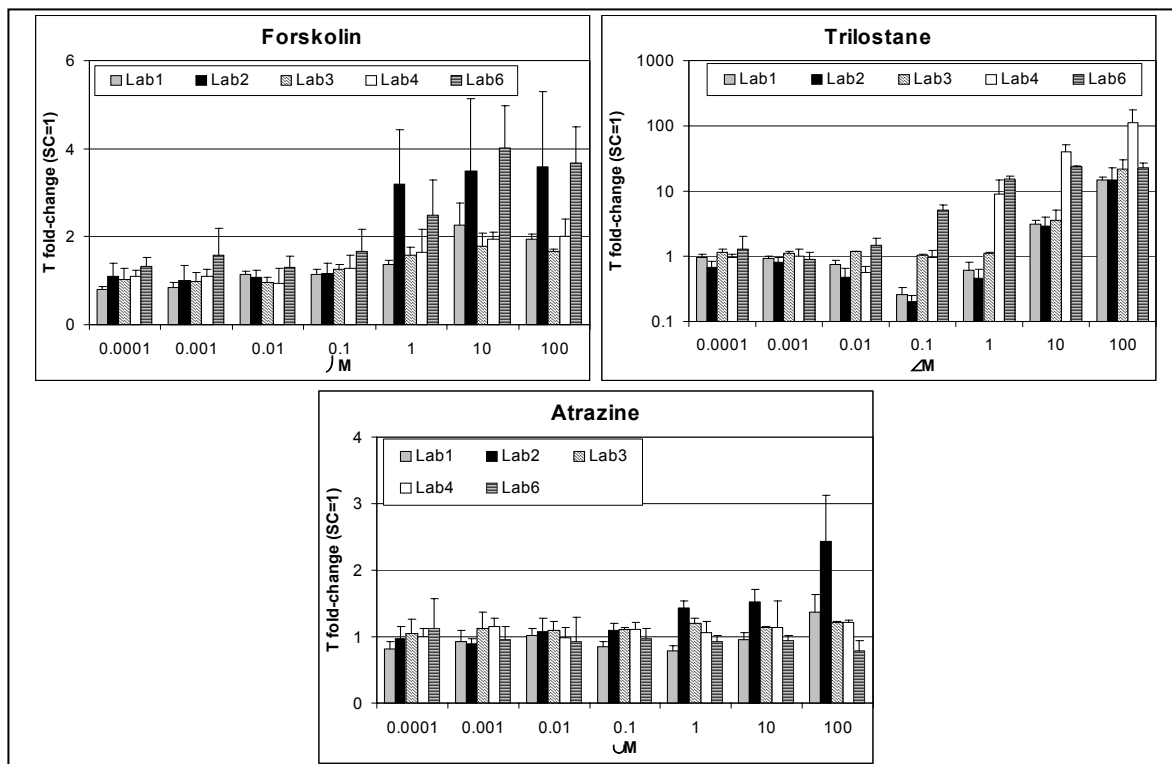 Forskolin
T fold-change (SC=1)
Lab1 Lab2 Lab3 Lab4 Lab6
6
4
2
0
0.0001 0.001 0.01 0.1 1 10 100
M
Trilostane
T fold-change (SC=1)
Lab1 Lab2 Lab3 Lab4 Lab6
1000
100
10
1
0.1
0.0001 0.001 0.01 0.1 1 10 100
∠M
Atrazine
T fold-change (SC=1)
Lab1 Lab2 Lab3
Lab4 Lab6
4
3
2
1
0
0.0001 0.001 0.01 0.1 1 10 100
∪M